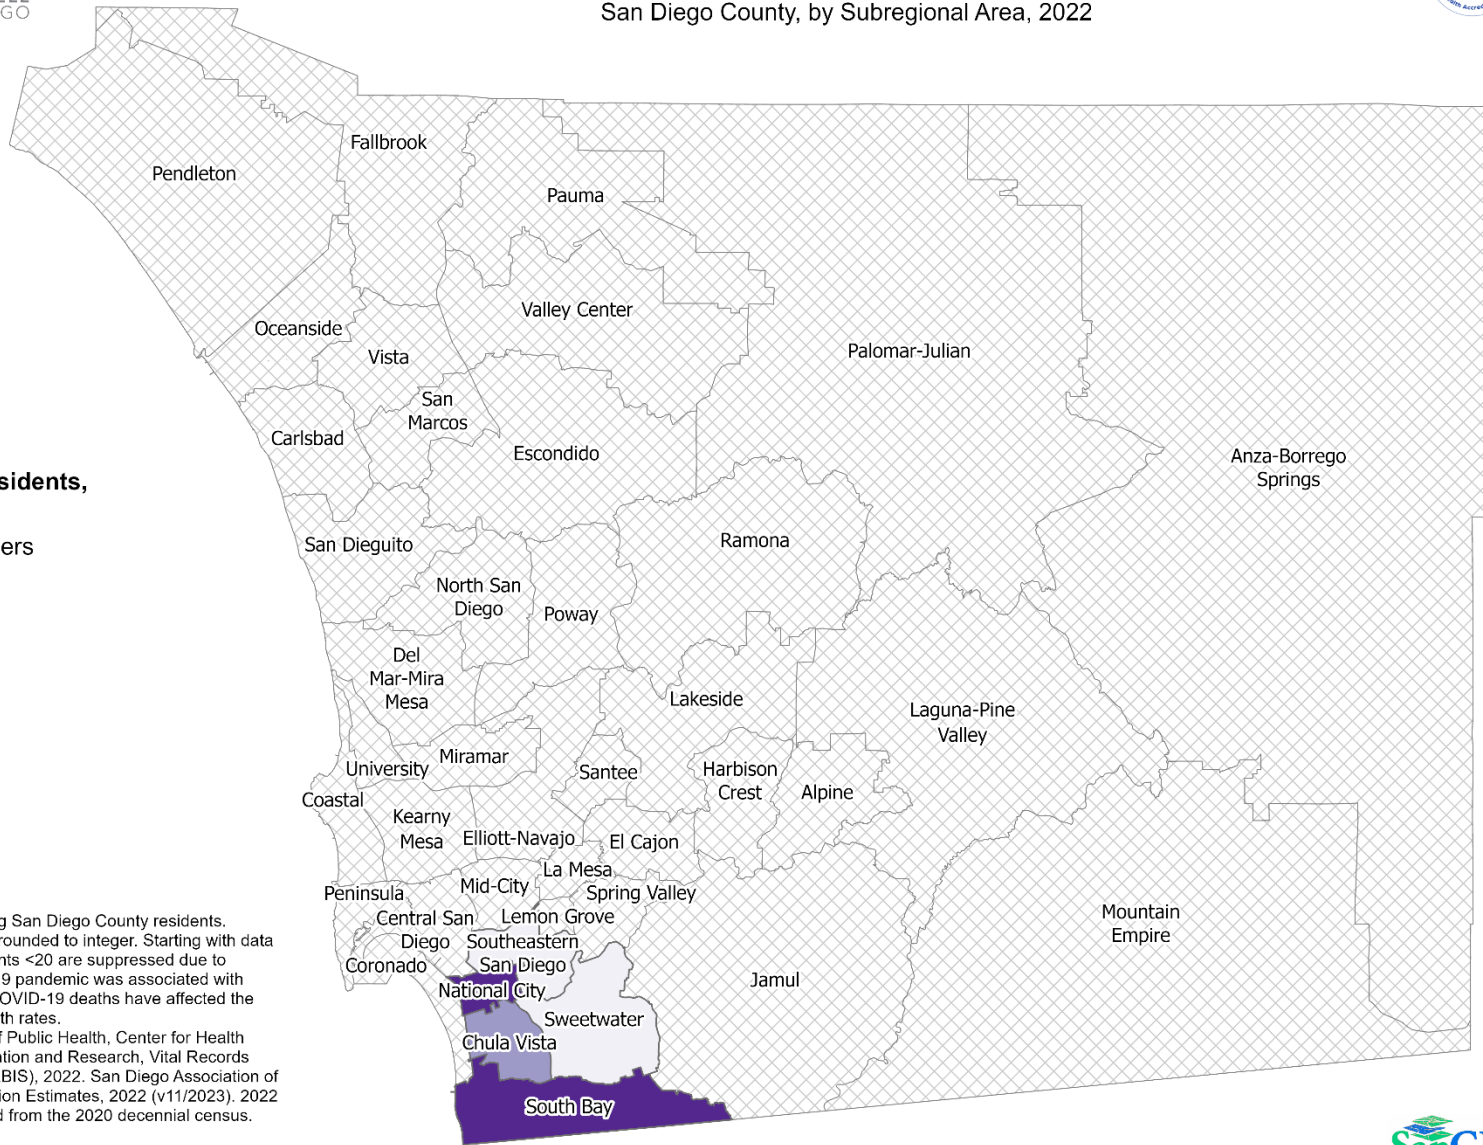 GO
San Diego County, by Subregional Area, 2022
Fallbrook
Pendleton
Pauma
Valley Center
Oceanside
Vista
Palomar-Julian
San
Marcos
Carlsbad
Escondido
Anza-Borrego
Springs
sidents,
ers
San Dieguito
Ramona
North San
Diego
Poway
Del
Mar-Mira
Mesa
Lakeside
Laguna-Pine
Valley
Miramar
University
Santee
Harbison
Crest
Alpine
Coastal
Kearny
Mesa
Elliott-Navajo
El Cajon
La Mesa
Mid-City
Peninsula
Spring Valley
Central San
Diego
Lemon Grove
Mountain
Empire
Southeastern
San Diego
Coronado
Jamul
National City
Sweetwater
Chula Vista
South Bay
g San Diego County residents.
rounded to integer. Starting with data
nts <20 are suppressed due to
9 pandemic was associated with
OVID-19 deaths have affected the
th rates.
f Public Health, Center for Health
ation and Research, Vital Records
BIS), 2022. San Diego Association of
ion Estimates, 2022 (v11/2023). 2022
d from the 2020 decennial census.